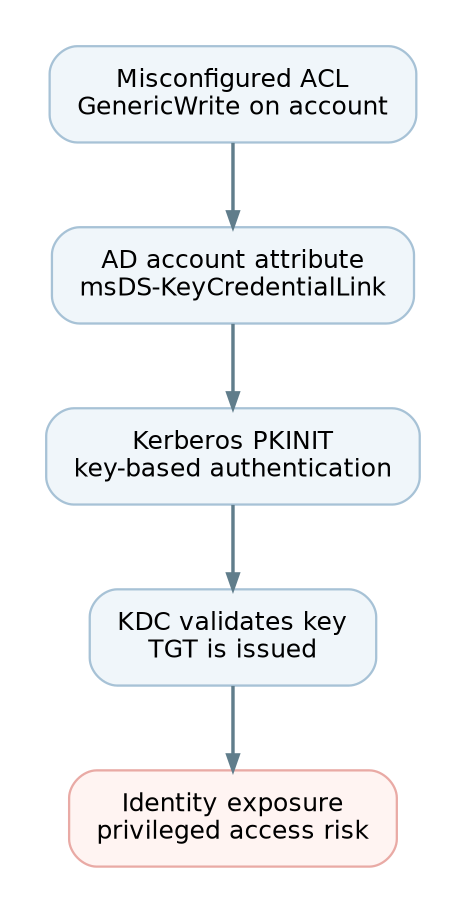 Misconfigured ACL
GenericWrite on account
AD account attribute
msDS-KeyCredentialLink
Kerberos PKINIT
key-based authentication
KDC validates key
TGT is issued
Identity exposure
privileged access risk